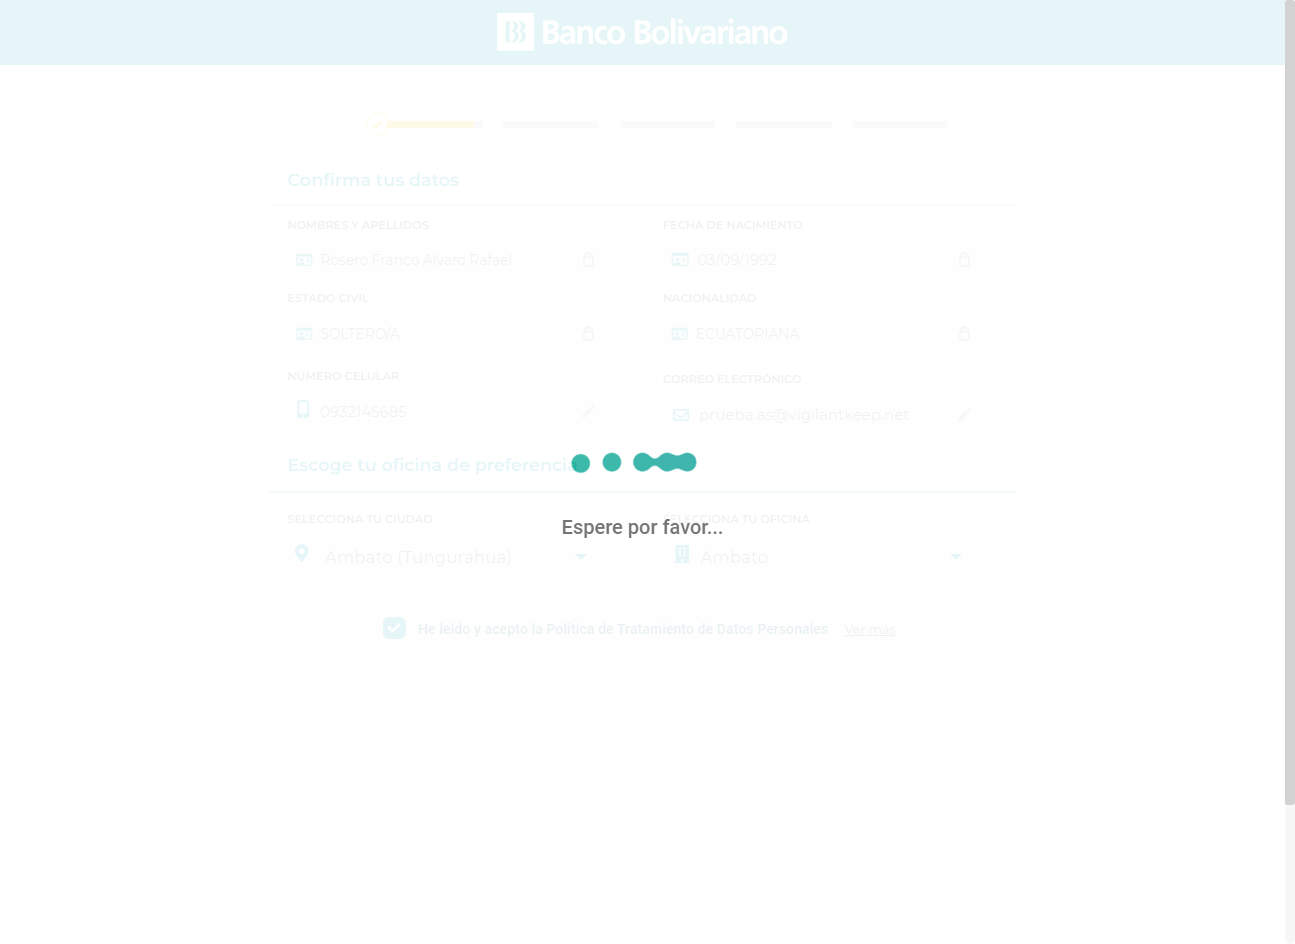 Banco Bolivariano
Confirma tus datos
NOMBRES Y APELLIDOS
Rosero Franco Alvaro Rafael
FECHA DE NACIMIENTO
03/09/1992
ESTADO CIVIL
SOLTERO/A
NACIONALIDAD
ECUATORIANA
NÚMERO CELULAR
0932145685
CORREO ELECTRÓNICO
prueba.as@vigilantkeep.net
Escoge tu oficina de preferencia
Espere por favor...
SELECCIONA TU CIUDAD
Ambato (Tungurahua)
SELECCIONA TU OFICINA
Ambato
He leído y acepto la Política de Tratamiento de Datos Personales Ver más